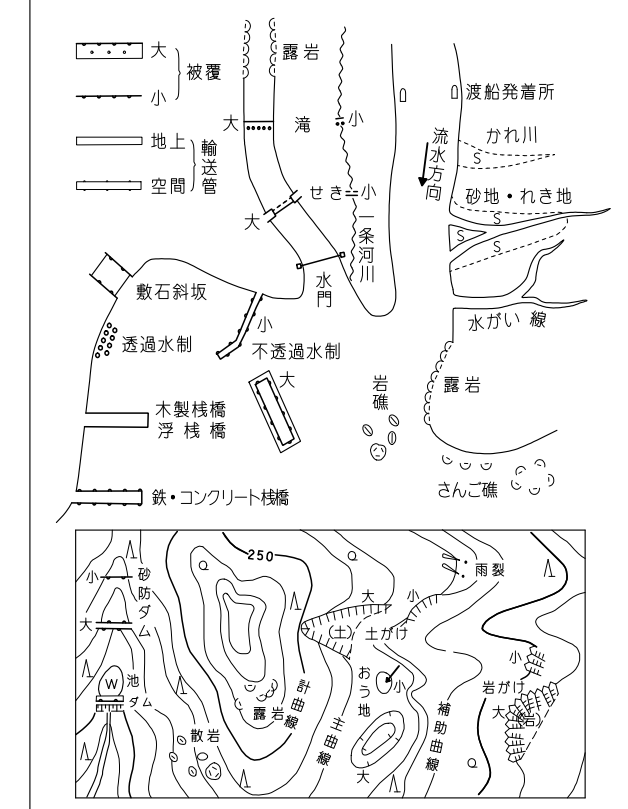 大
被覆
小
地上
輸送管
空間
露岩
大
滝
小
せき
小
大
一条河川
水門
渡船発着所
流水方向
かれ川
S
砂地・れき地
S
S
S
水がい線
敷石斜坂
透過水制
小
不透過水制
大
岩礁
露岩
木製桟橋
浮桟橋
さんご礁
鉄・コンクリート桟橋
250
小
砂防ダム
大
W
池
ダム
大
小
雨裂
(土)
土がけ
おう地
小
大
露岩
計曲線
主曲線
補助曲線
散岩
小
岩がけ
大
(岩)